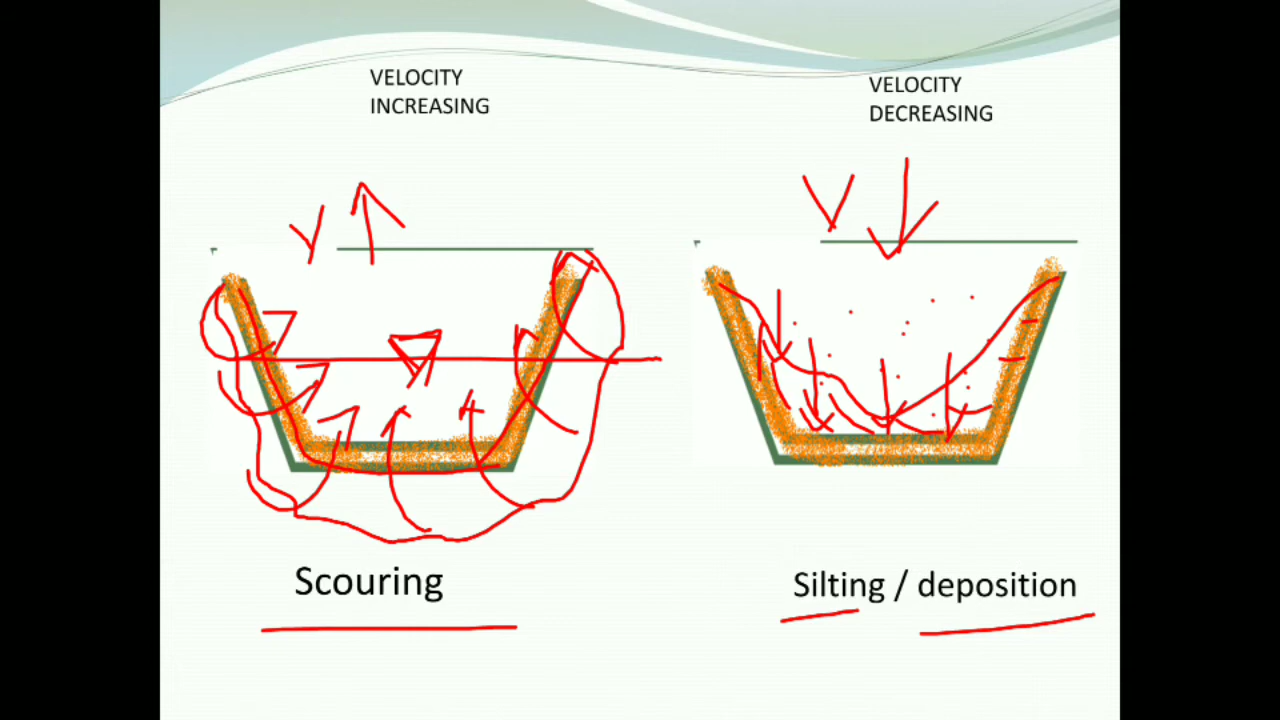 VELOCITY
INCREASING
V
Scouring
VELOCITY
DECREASING
V
Silting / deposition